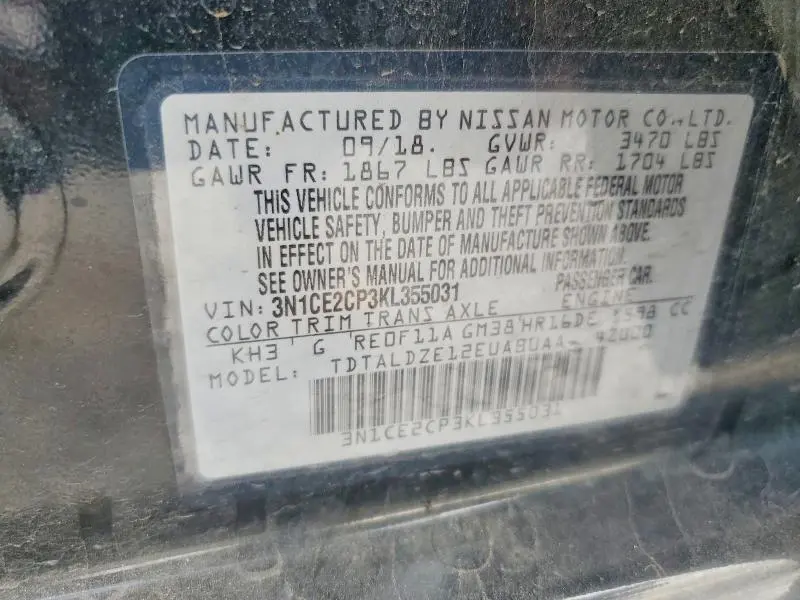 MANUFACTURED BY NISSAN MOTOR CO.,LTD.
DATE: 09/18. GVWR: 3470 LBS
GAWR FR: 1867 LBS GAWR RR: 1704 LBS
THIS VEHICLE CONFORMS TO ALL APPLICABLE FEDERAL MOTOR
VEHICLE SAFETY, BUMPER AND THEFT PREVENTION STANDARDS
IN EFFECT ON THE DATE OF MANUFACTURE SHOWN ABOVE.
SEE OWNER'S MANUAL FOR ADDITIONAL INFORMATION.
VIN: 3N1CE2CP3KL355031 PASSENGER CAR.
COLOR TRIM TRANS AXLE ENGINE
KH3 G RE0F11A GM38 HR16DE 1598 CC
MODEL: TDTALDZE12EUABUAA- 4Z000
3N1CE2CP3KL355031